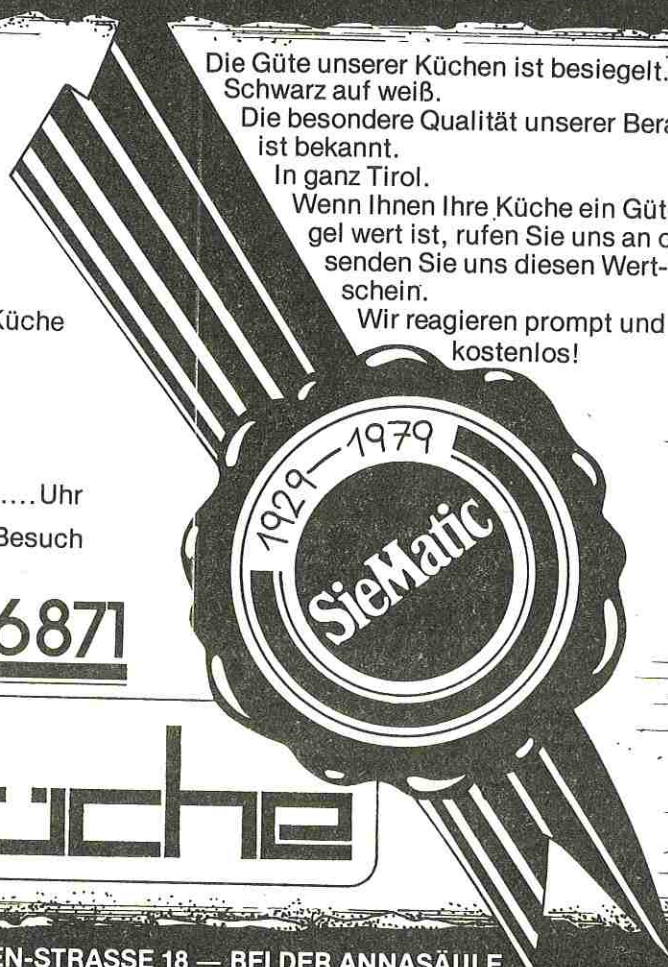 Die Güte unserer Küchen ist besiegelt.
Schwarz auf weiß.
Die besondere Qualität unserer Bera
ist bekannt.
In ganz Tirol.
Wenn Ihnen Ihre Küche ein Güt
gel wert ist, rufen Sie uns an o
senden Sie uns diesen Wert-
schein.
Wir reagieren prompt und
kostenlos!
Küche
....Uhr
Besuch
6871
1929—1979
SieMatic
üche
EN-STRASSE 18 — BEI DER ANNASÄULE